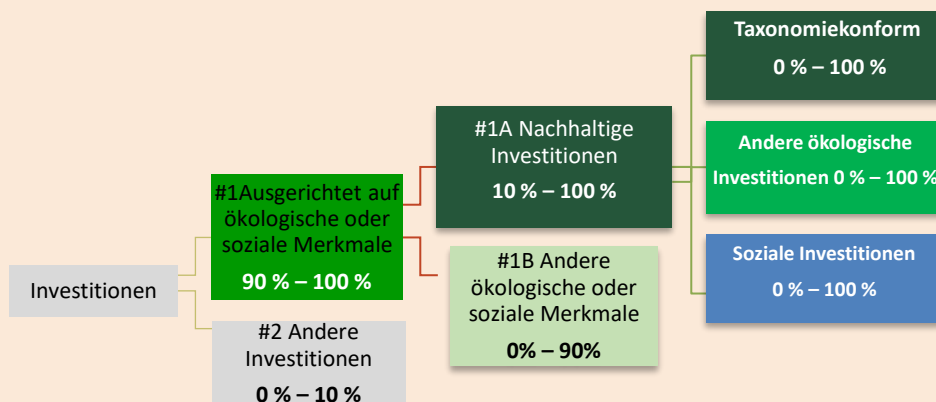 Investitionen
#1Ausgerichtet auf
ökologische oder
soziale Merkmale
90 % – 100 %
#2 Andere
Investitionen
0 % – 10 %
#1A Nachhaltige
Investitionen
10 % – 100 %
#1B Andere
ökologische oder
soziale Merkmale
0% – 90%
Taxonomiekonform
0 % – 100 %
Andere ökologische
Investitionen 0 % – 100 %
Soziale Investitionen
0 % – 100 %